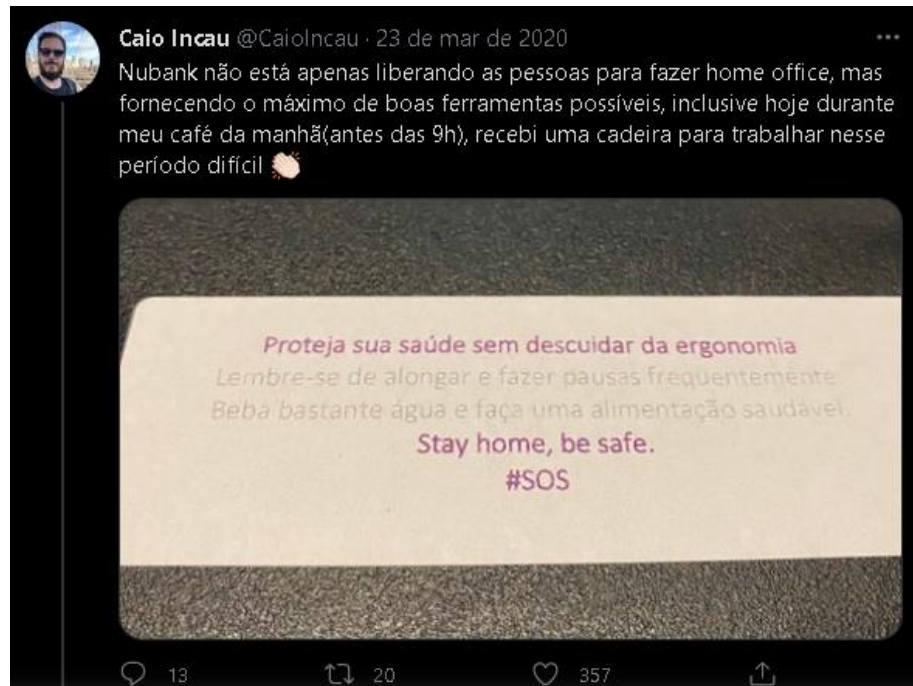 Caio Incau @CaioIncau · 23 de mar de 2020
Nubank não está apenas liberando as pessoas para fazer home office, mas
fornecendo o máximo de boas ferramentas possíveis, inclusive hoje durante
meu café da manhã(antes das 9h), recebi uma cadeira para trabalhar nesse
período difícil 👏🏻
Proteja sua saúde sem descuidar da ergonomia
Lembre-se de alongar e fazer pausas frequentemente
Beba bastante água e faça uma alimentação saudável.
Stay home, be safe.
#SOS
13 20 357